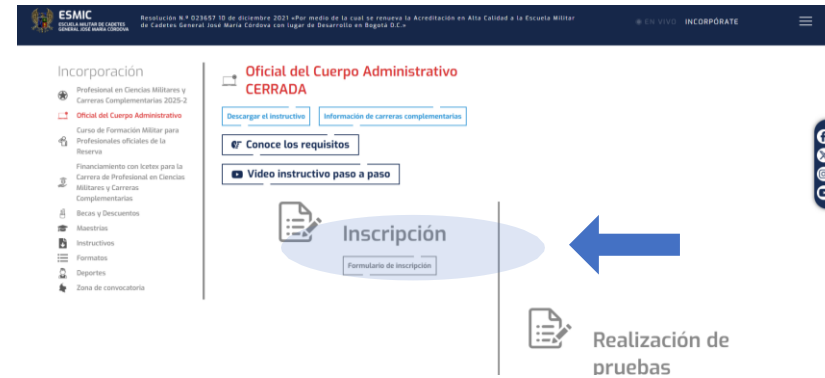 ESMIC
ESCUELA MILITAR DE CADETES
GENERAL JOSÉ MARÍA CÓRDOVA
Resolución N.º 023657 10 de diciembre 2021 «Por medio de la cual se renueva la Acreditación en Alta Calidad a la Escuela Militar
de Cadetes General José María Córdova con lugar de Desarrollo en Bogotá D.C.»
EN VIVO
INCORPÓRATE
Incorporación
Profesional en Ciencias Militares y
Carreras Complementarias 2025-2
Oficial del Cuerpo Administrativo
Curso de Formación Militar para
Profesionales oficiales de la
Reserva
Financiamiento con Icetex para la
Carrera de Profesional en Ciencias
Militares y Carreras
Complementarias
Becas y Descuentos
Maestrías
Instructivos
Formatos
Deportes
Zona de convocatoria
Oficial del Cuerpo Administrativo
CERRADA
Descargar el instructivo
Información de carreras complementarias
Conoce los requisitos
Video instructivo paso a paso
Inscripción
Formulario de inscripción
Realización de
pruebas